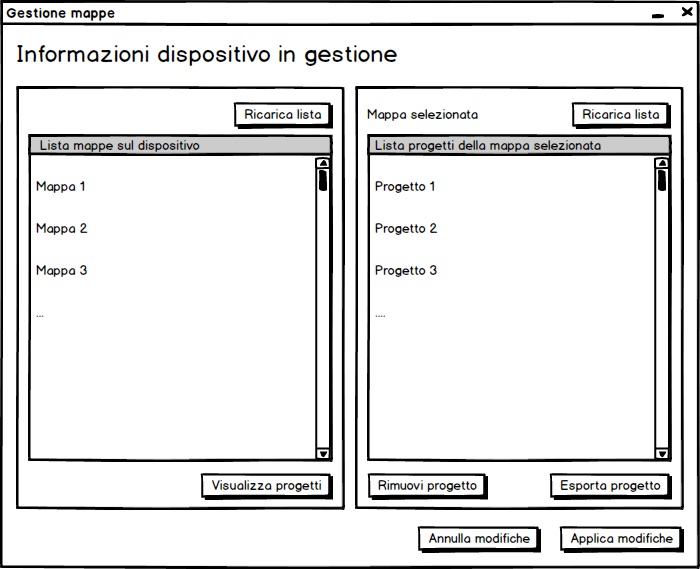 Gestione mappe
Informazioni dispositivo in gestione
Ricarica lista
Lista mappe sul dispositivo
Mappa 1
Mappa 2
Mappa 3
...
Visualizza progetti
Mappa selezionata
Ricarica lista
Lista progetti della mappa selezionata
Progetto 1
Progetto 2
Progetto 3
....
Rimuovi progetto
Esporta progetto
Annulla modifiche
Applica modifiche